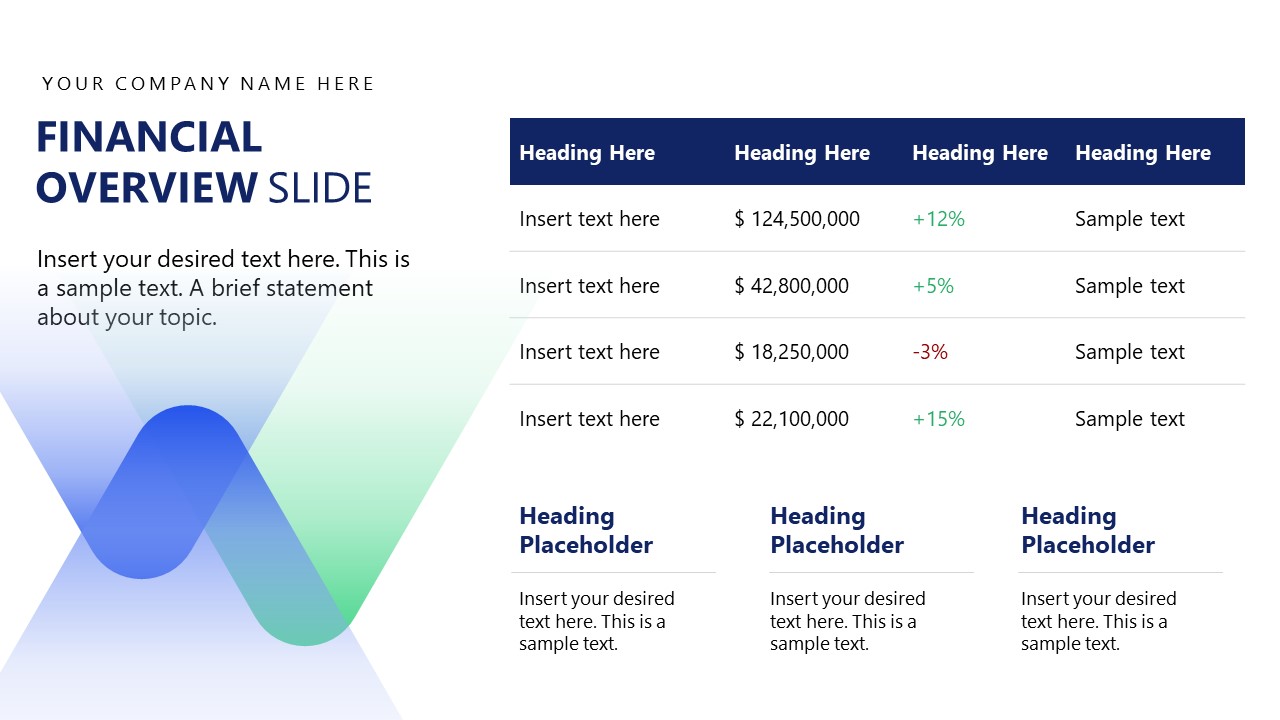 YOUR COMPANY NAME HERE
FINANCIAL
OVERVIEW SLIDE
Insert your desired text here. This is
a sample text. A brief statement
about your topic.
Heading Here Heading Here Heading Here Heading Here
Insert text here $ 124,500,000 +12% Sample text
Insert text here $ 42,800,000 +5% Sample text
Insert text here $ 18,250,000 -3% Sample text
Insert text here $ 22,100,000 +15% Sample text
Heading
Placeholder
Insert your desired
text here. This is a
sample text.
Heading
Placeholder
Insert your desired
text here. This is a
sample text.
Heading
Placeholder
Insert your desired
text here. This is a
sample text.